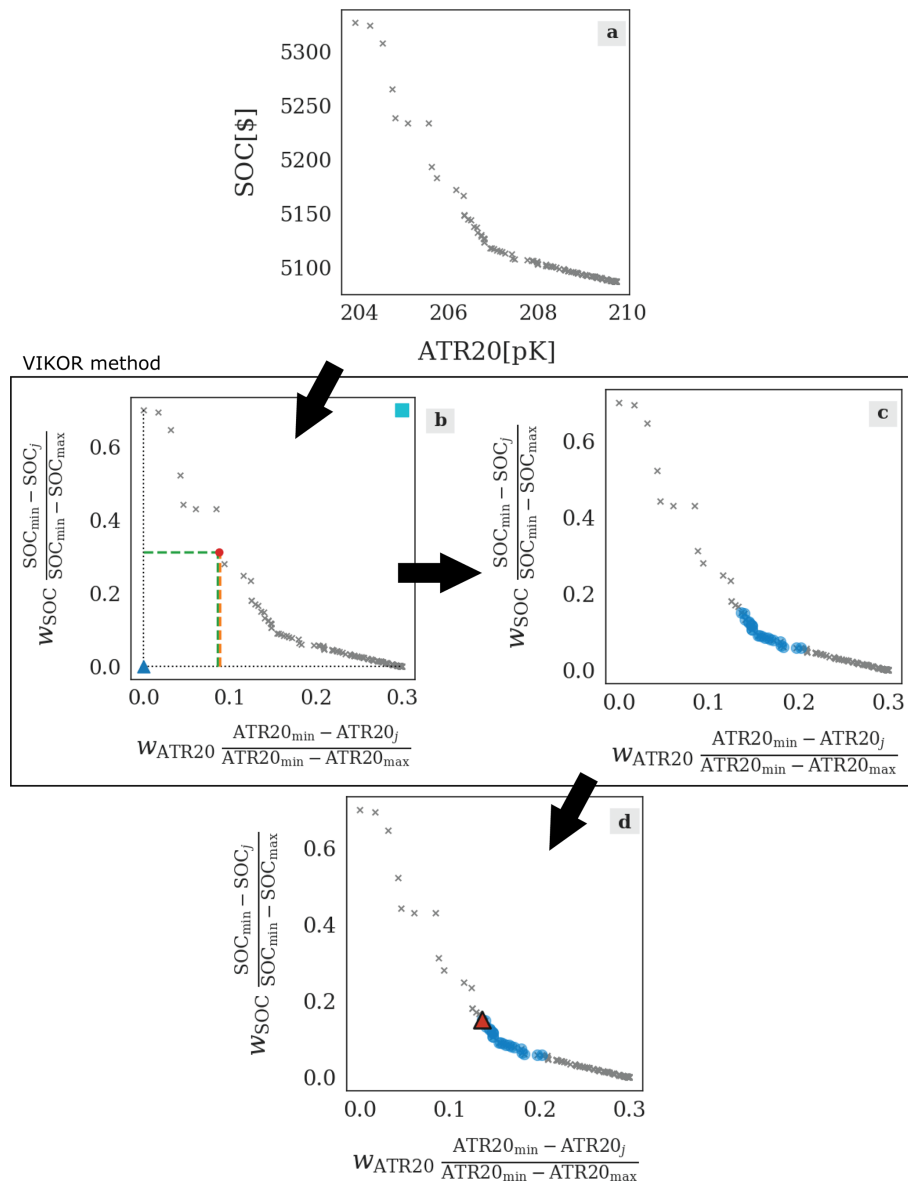 a
5300
5250
5200
5150
5100
SOC[$]
204 206 208 210
ATR20[pK]
VIKOR method
b
0.6
0.4
0.2
0.0
w_SOC (SOC_min − SOC_j)/(SOC_min − SOC_max)
0.0 0.1 0.2 0.3
w_ATR20 (ATR20_min − ATR20_j)/(ATR20_min − ATR20_max)
c
0.6
0.4
0.2
0.0
w_SOC (SOC_min − SOC_j)/(SOC_min − SOC_max)
0.0 0.1 0.2 0.3
w_ATR20 (ATR20_min − ATR20_j)/(ATR20_min − ATR20_max)
d
0.6
0.4
0.2
0.0
w_SOC (SOC_min − SOC_j)/(SOC_min − SOC_max)
0.0 0.1 0.2 0.3
w_ATR20 (ATR20_min − ATR20_j)/(ATR20_min − ATR20_max)